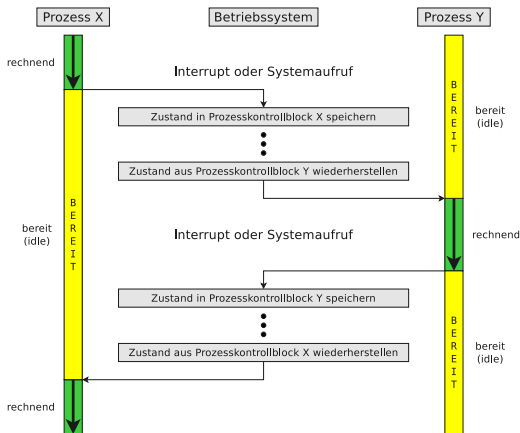 Prozess X
Betriebssystem
Prozess Y
rechnend
Interrupt oder Systemaufruf
BEREIT
bereit
(idle)
Zustand in Prozesskontrollblock X speichern
Zustand aus Prozesskontrollblock Y wiederherstellen
BEREIT
bereit
(idle)
Interrupt oder Systemaufruf
rechnend
Zustand in Prozesskontrollblock Y speichern
BEREIT
bereit
(idle)
Zustand aus Prozesskontrollblock X wiederherstellen
rechnend